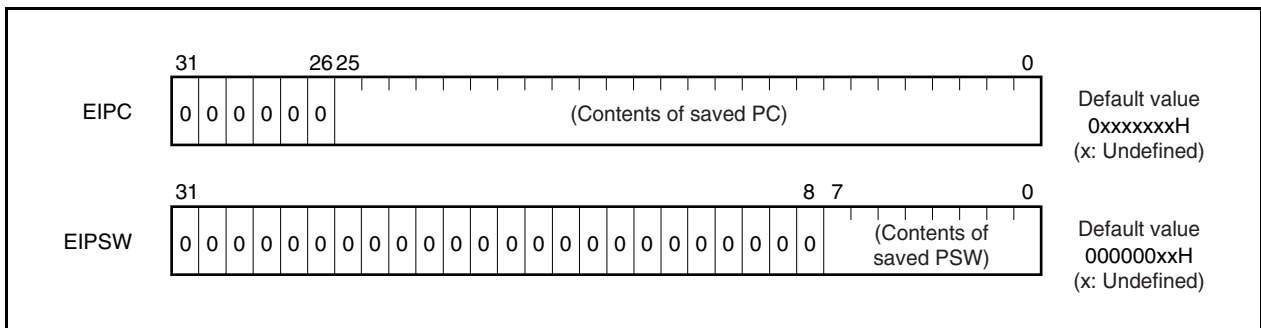 31 26 25 0
EIPC 0 0 0 0 0 0 (Contents of saved PC) Default value
0xxxxxxxH
(x: Undefined)
31 8 7 0
EIPSW 0 0 0 0 0 0 0 0 0 0 0 0 0 0 0 0 0 0 0 0 0 0 0 0 (Contents of
saved PSW) Default value
000000xxH
(x: Undefined)